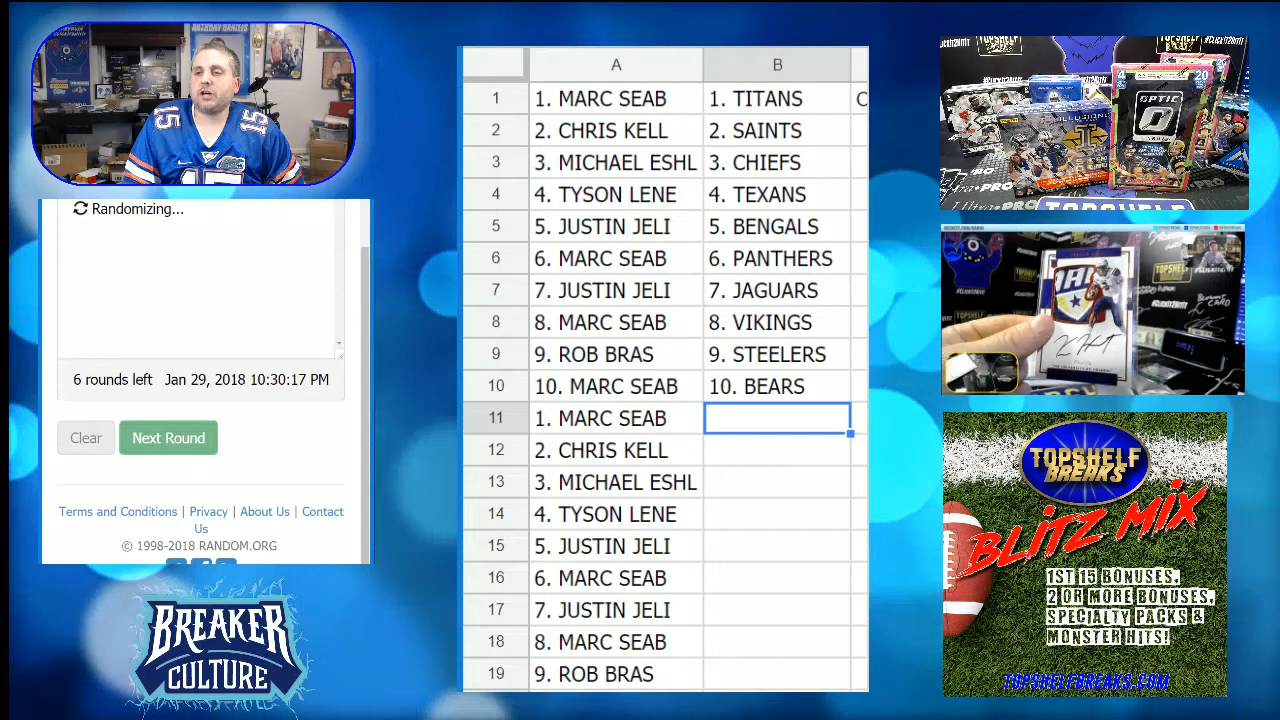 15
15
Randomizing...
6 rounds left Jan 29, 2018 10:30:17 PM
Clear
Next Round
Terms and Conditions | Privacy | About Us | Contact
Us
© 1998-2018 RANDOM.ORG
BREAKER
CULTURE
A B
1 1. MARC SEAB 1. TITANS C
2 2. CHRIS KELL 2. SAINTS
3 3. MICHAEL ESHL 3. CHIEFS
4 4. TYSON LENE 4. TEXANS
5 5. JUSTIN JELI 5. BENGALS
6 6. MARC SEAB 6. PANTHERS
7 7. JUSTIN JELI 7. JAGUARS
8 8. MARC SEAB 8. VIKINGS
9 9. ROB BRAS 9. STEELERS
10 10. MARC SEAB 10. BEARS
11 1. MARC SEAB
12 2. CHRIS KELL
13 3. MICHAEL ESHL
14 4. TYSON LENE
15 5. JUSTIN JELI
16 6. MARC SEAB
17 7. JUSTIN JELI
18 8. MARC SEAB
19 9. ROB BRAS
TOPSHELF
OPTIC
20
TOPSHELF
TOPSHELF
TOPSHELF
BREAKS
BLITZ MIX
1ST 15 BONUSES,
2 OR MORE BONUSES,
SPECIALTY PACKS &
MONSTER HITS!
TOPSHELFBREAKS.COM